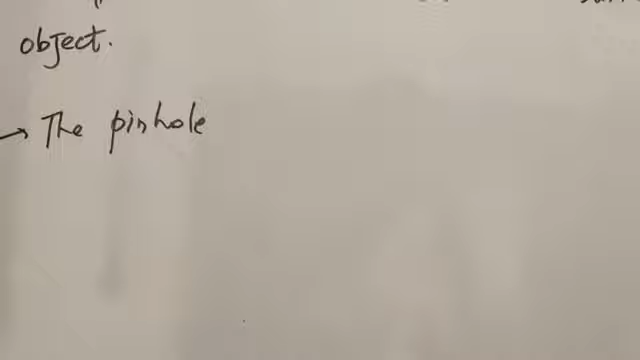 object.
→ The pinhole